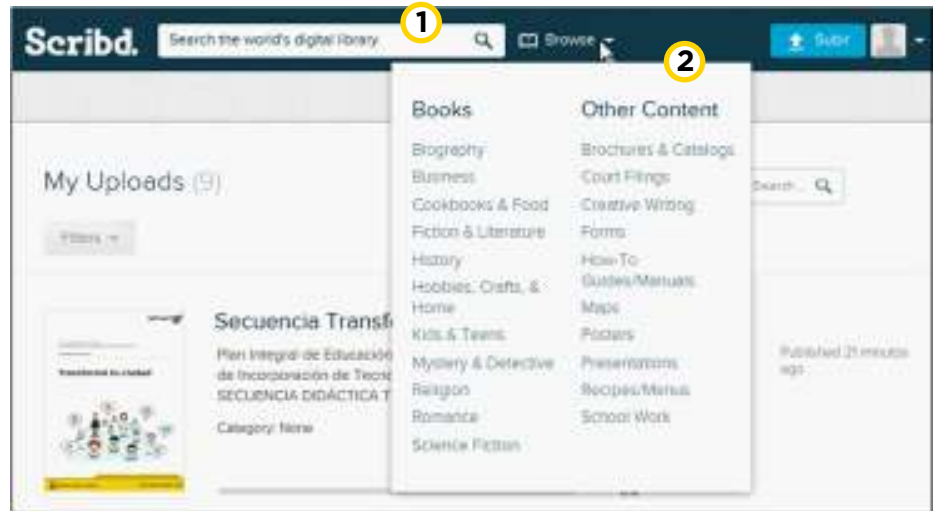 1
Scribd.
Search the world's digital library
Browse
Subir
2
Books
Biography
Business
Cookbooks & Food
Fiction & Literature
History
Hobbies, Crafts, &
Home
Kids & Teens
Mystery & Detective
Religion
Romance
Science Fiction
Other Content
Brochures & Catalogs
Court Filings
Creative Writing
Forms
How-To
Guides/Manuals
Maps
Posters
Presentations
Recipes/Menus
School Work
My Uploads (9)
Search...
Filters
Secuencia Transf
Plan Integral de Educación
de Incorporación de Tecno
SECUENCIA DIDÁCTICA T
Category: None
Published 21 minutes
ago
Transformar tu ciudad